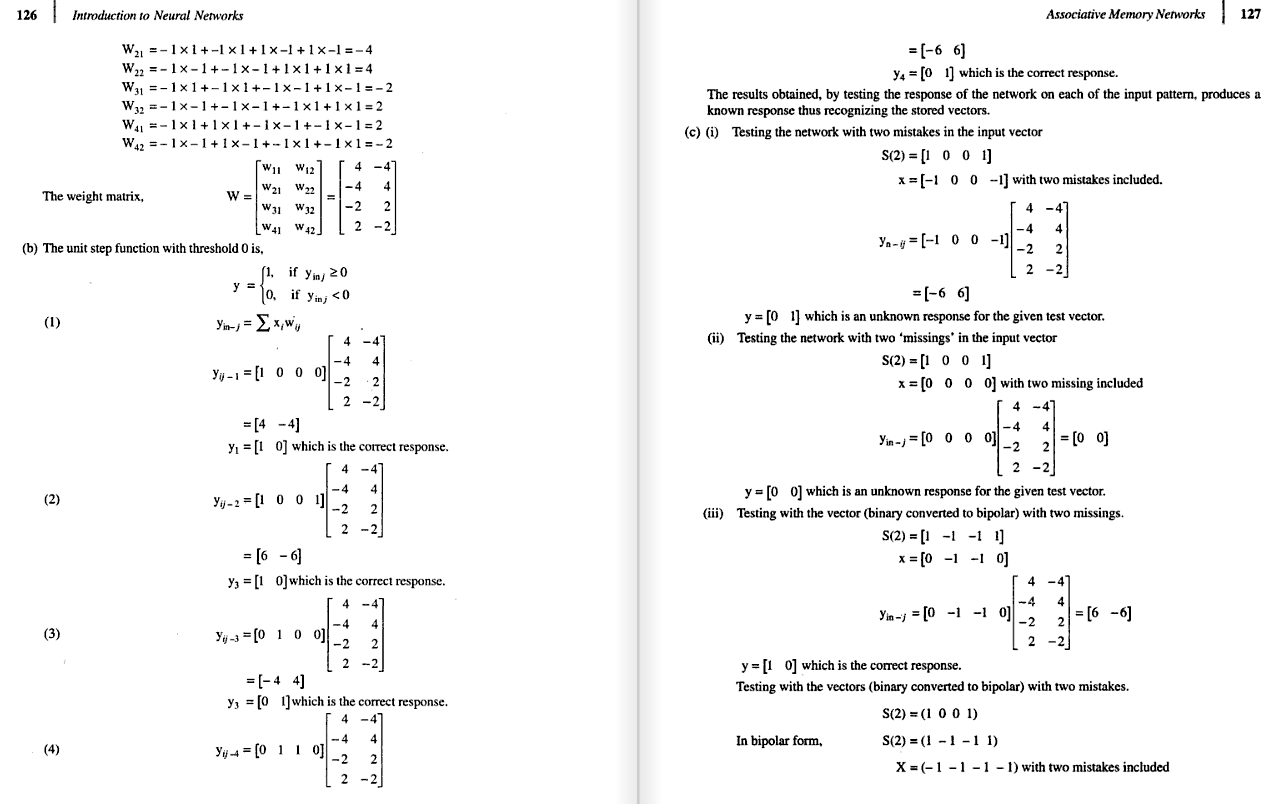 126 | Introduction to Neural Networks
W21 = – 1 × 1 + –1 × 1 + 1 × –1 + 1 × –1 = – 4
W22 = – 1 × – 1 + – 1 × – 1 + 1 × 1 + 1 × 1 = 4
W31 = – 1 × 1 + – 1 × 1 + – 1 × – 1 + 1 × – 1 = – 2
W32 = – 1 × – 1 + – 1 × – 1 + – 1 × 1 + 1 × 1 = 2
W41 = – 1 × 1 + 1 × 1 + – 1 × – 1 + – 1 × – 1 = 2
W42 = – 1 × – 1 + 1 × – 1 + – 1 × 1 + – 1 × 1 = – 2
The weight matrix, W = [w11 w12; w21 w22; w31 w32; w41 w42] = [4 –4; –4 4; –2 2; 2 –2]
(b) The unit step function with threshold 0 is,
y = {1, if yinj ≥ 0
0, if yinj < 0
(1) yin–j = ∑ xi wij
yij – 1 = [1 0 0 0] [4 –4; –4 4; –2 2; 2 –2]
= [4 –4]
y1 = [1 0] which is the correct response.
(2) yij – 2 = [1 0 0 1] [4 –4; –4 4; –2 2; 2 –2]
= [6 – 6]
y3 = [1 0] which is the correct response.
(3) yij –3 = [0 1 0 0] [4 –4; –4 4; –2 2; 2 –2]
= [– 4 4]
y3 = [0 1] which is the correct response.
(4) yij –4 = [0 1 1 0] [4 –4; –4 4; –2 2; 2 –2]
Associative Memory Networks | 127
= [–6 6]
y4 = [0 1] which is the correct response.
The results obtained, by testing the response of the network on each of the input pattern, produces a
known response thus recognizing the stored vectors.
(c) (i) Testing the network with two mistakes in the input vector
S(2) = [1 0 0 1]
x = [–1 0 0 –1] with two mistakes included.
yn – ij = [–1 0 0 –1] [4 –4; –4 4; –2 2; 2 –2]
= [–6 6]
y = [0 1] which is an unknown response for the given test vector.
(ii) Testing the network with two ‘missings’ in the input vector
S(2) = [1 0 0 1]
x = [0 0 0 0] with two missing included
yin – j = [0 0 0 0] [4 –4; –4 4; –2 2; 2 –2] = [0 0]
y = [0 0] which is an unknown response for the given test vector.
(iii) Testing with the vector (binary converted to bipolar) with two missings.
S(2) = [1 –1 –1 1]
x = [0 –1 –1 0]
yin –j = [0 –1 –1 0] [4 –4; –4 4; –2 2; 2 –2] = [6 –6]
y = [1 0] which is the correct response.
Testing with the vectors (binary converted to bipolar) with two mistakes.
S(2) = (1 0 0 1)
In bipolar form, S(2) = (1 – 1 – 1 1)
X = (– 1 – 1 – 1 – 1) with two mistakes included